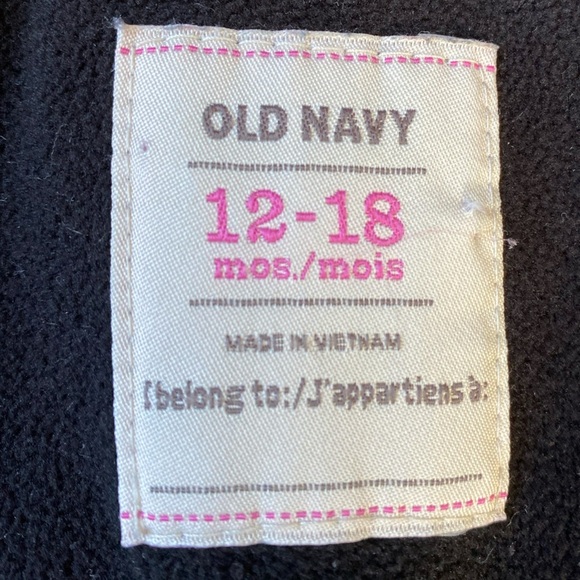 OLD NAVY
12-18
mos./mois
MADE IN VIETNAM
I belong to:/J'appartiens à: